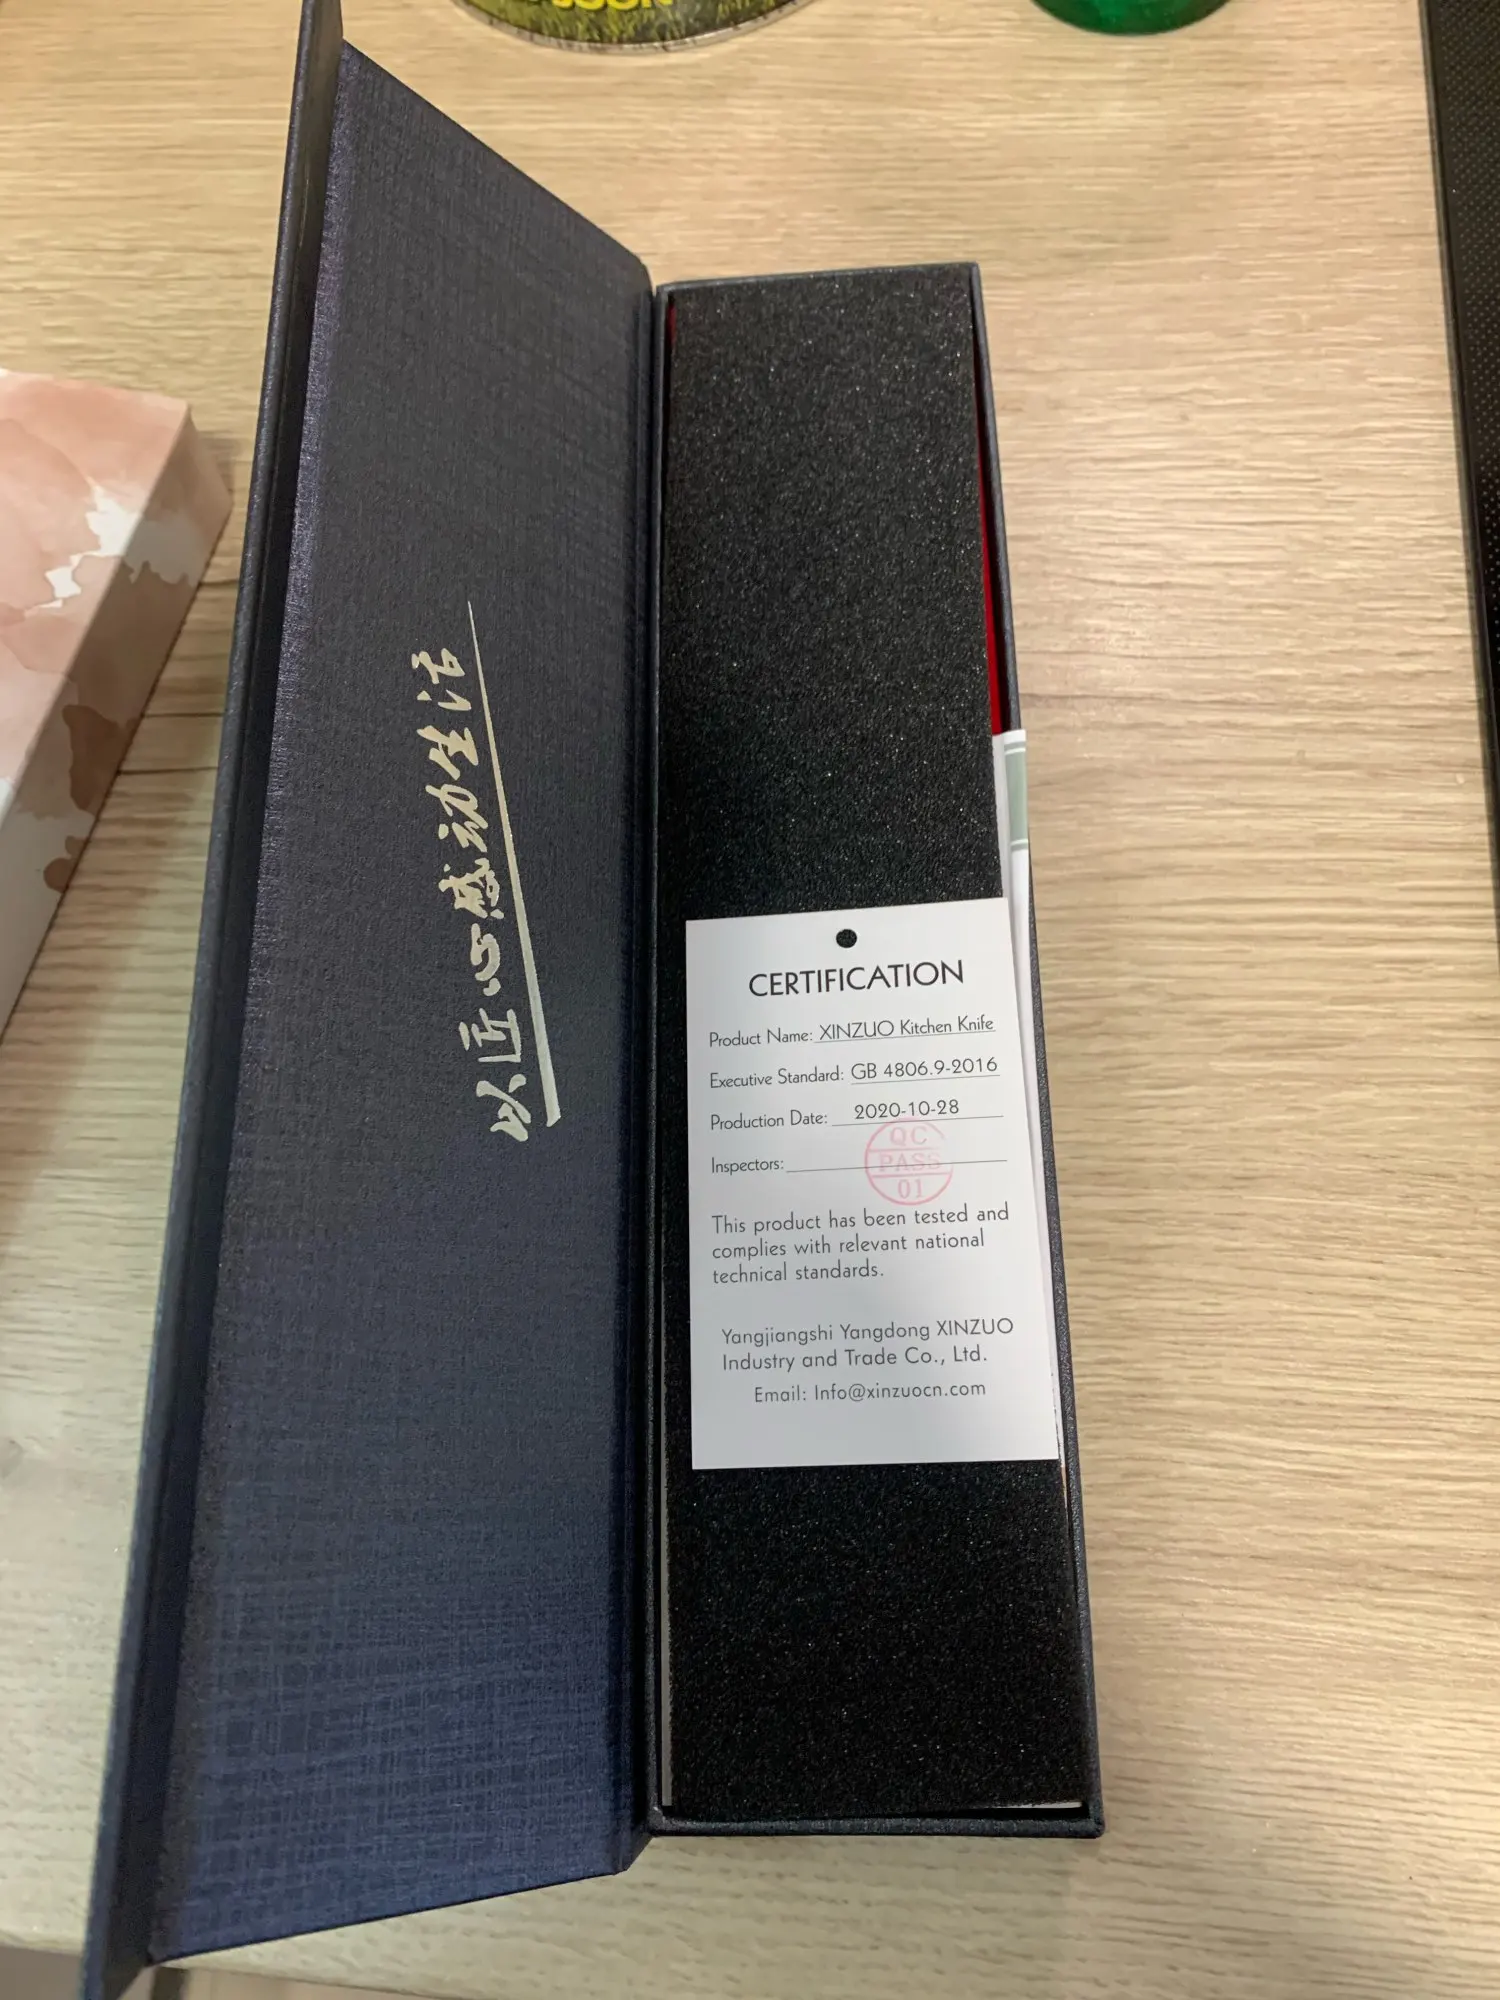 以匠心感动生活
CERTIFICATION
Product Name: XINZUO Kitchen Knife
Executive Standard: GB 4806.9-2016
Production Date: 2020-10-28
Inspectors:
QC
PASS
01
This product has been tested and
complies with relevant national
technical standards.
Yangjiangshi Yangdong XINZUO
Industry and Trade Co., Ltd.
Email: Info@xinzuocn.com